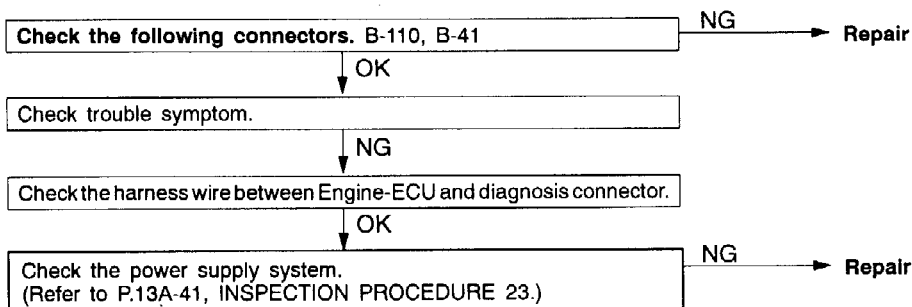 Check the following connectors. B-110, B-41
NG
Repair
OK
Check trouble symptom.
NG
Check the harness wire between Engine-ECU and diagnosis connector.
OK
Check the power supply system.
NG
Repair
(Refer to P.13A-41, INSPECTION PROCEDURE 23.)